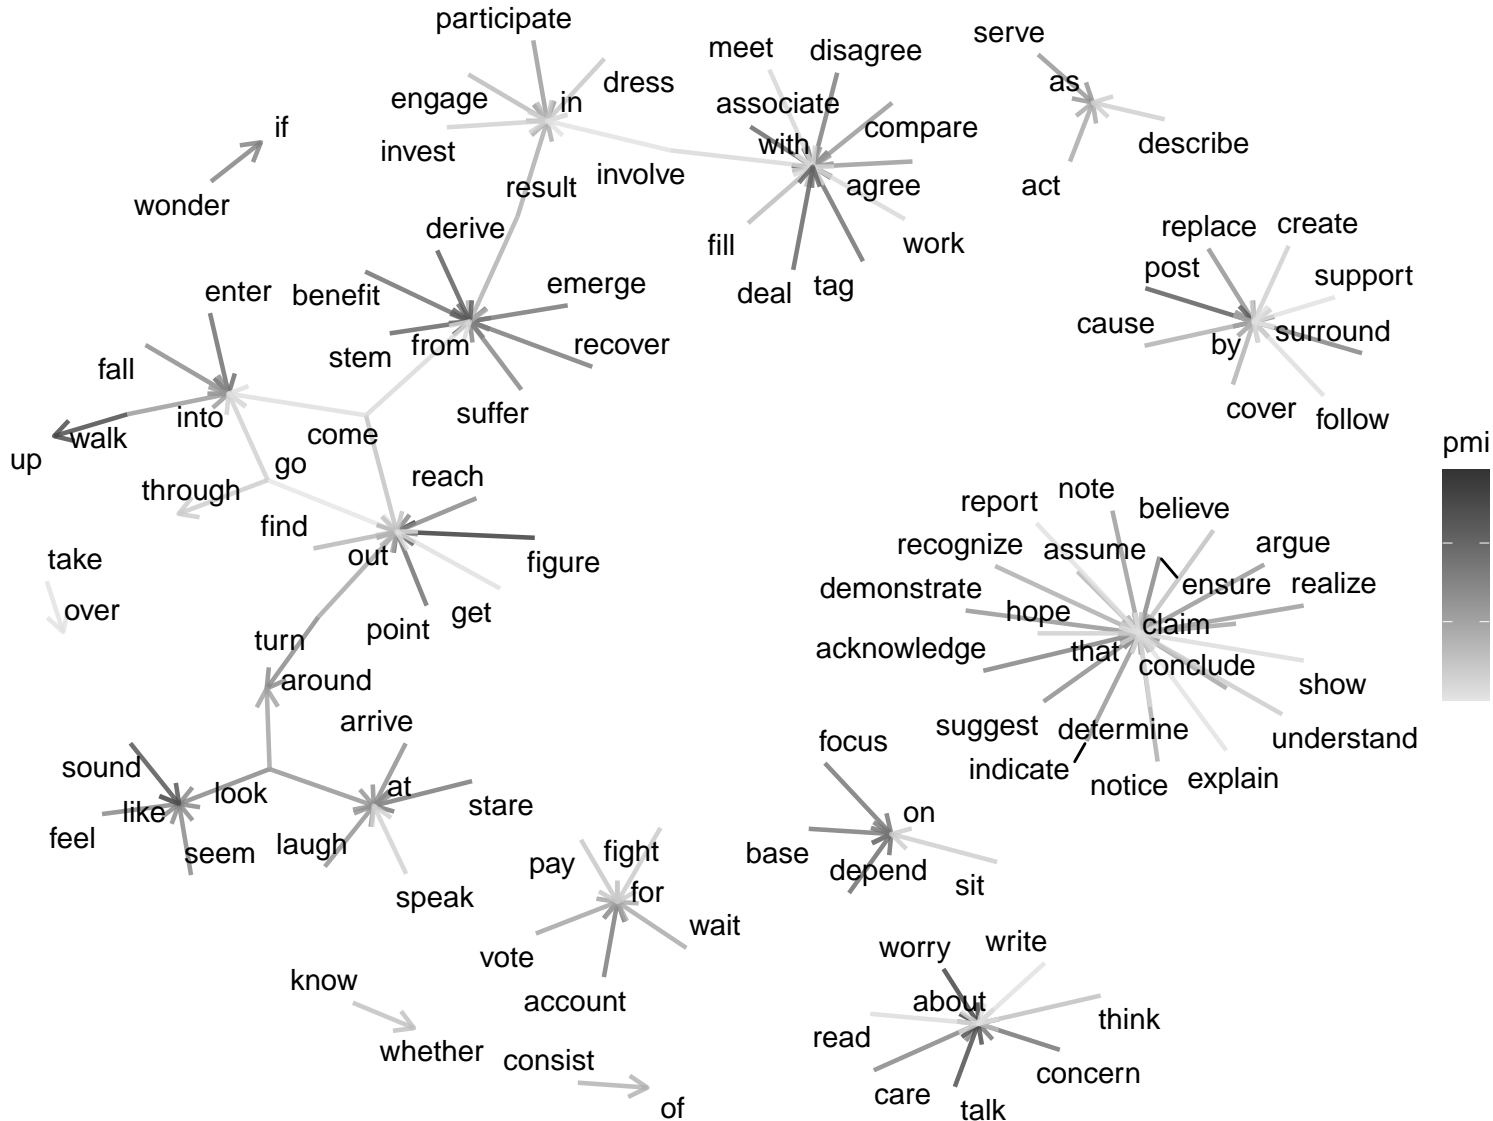 participate
serve
meet
disagree
dress
as
engage
in
associate
compare
if
with
describe
invest
involve
agree
result
act
wonder
derive
fill
work
replace
create
enter
benefit
emerge
deal
tag
post
support
stem
from
recover
cause
by
surround
fall
into
suffer
cover
follow
up
walk
come
pmi
go
reach
through
report
note
believe
find
out
figure
recognize
assume
argue
take
demonstrate
ensure
realize
over
point
get
hope
claim
turn
acknowledge
that
conclude
around
show
arrive
suggest
determine
understand
sound
focus
indicate
notice
explain
like
look
at
stare
on
feel
seem
laugh
pay
fight
base
depend
sit
speak
for
wait
vote
worry
write
know
account
about
think
whether
consist
read
concern
of
care
talk